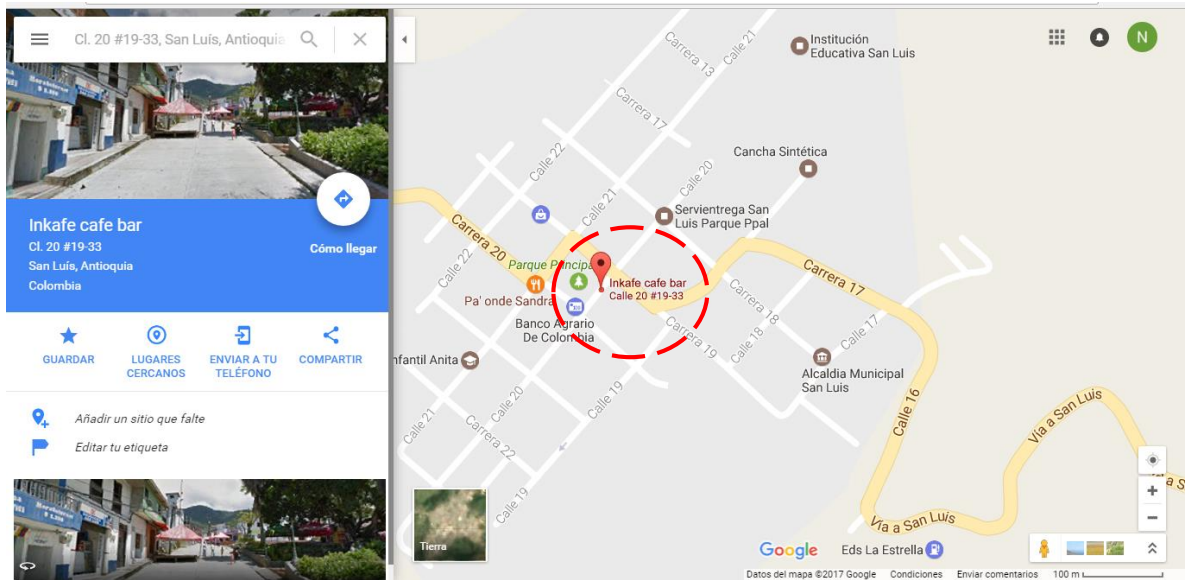 Cl. 20 #19-33, San Luís, Antioquia
Inkafe cafe bar
Cl. 20 #19-33
San Luís, Antioquia
Colombia
Cómo llegar
GUARDAR
LUGARES
CERCANOS
ENVIAR A TU
TELÉFONO
COMPARTIR
Añadir un sitio que falte
Editar tu etiqueta
Tierra
N
Institución
Educativa San Luis
Carrera 13
Calle 21
Carrera 17
Calle 22
Cancha Sintética
Calle 20
Calle 21
Calle 21
Servientrega San
Luis Parque Ppal
Carrera 20
Calle 22
Parque Principal
Inkafe cafe bar
Calle 20 #19-33
Pa' onde Sandra
Banco Agrario
De Colombia
Carrera 17
Carrera 18
Calle 18
Calle 17
Carrera 19
nfantil Anita
Alcaldia Municipal
San Luis
Calle 20
Calle 19
Calle 21
Carrera 22
Calle 16
Vía a San Luis
Calle 19
Vía a San Luis
a S
Google
Eds La Estrella
Datos del mapa ©2017 Google Condiciones Enviar comentarios 100 m